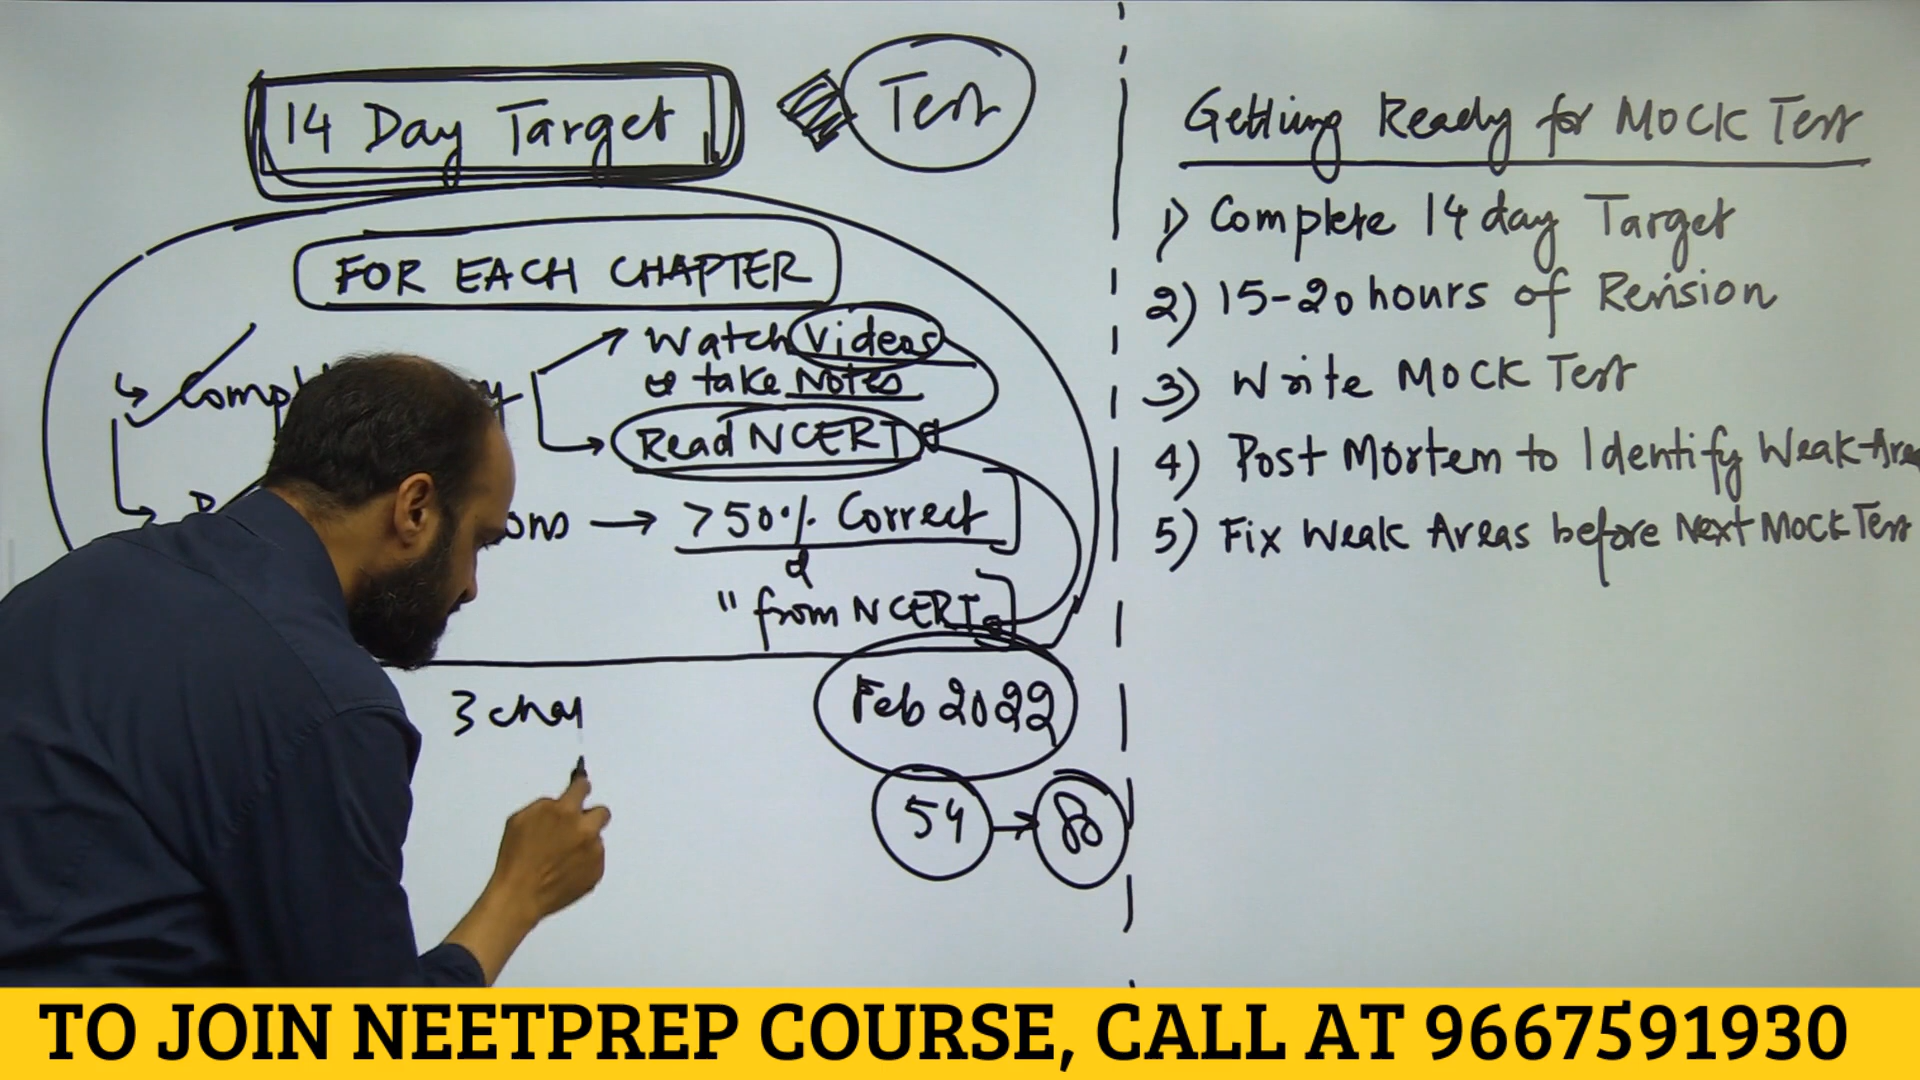 14 Day Target
Test
FOR EACH CHAPTER
Watch Videos
& take Notes
Read NCERT
>50% Correct
&
" from NCERT
Feb 2022
3 chap
54 → 80
Getting Ready for MOCK Test
1) Complete 14 day Target
2) 15-20 hours of Revision
3) Write MOCK Test
4) Post Mortem to Identify Weak-Area
5) Fix Weak Areas before Next Mock Test
TO JOIN NEETPREP COURSE, CALL AT 9667591930